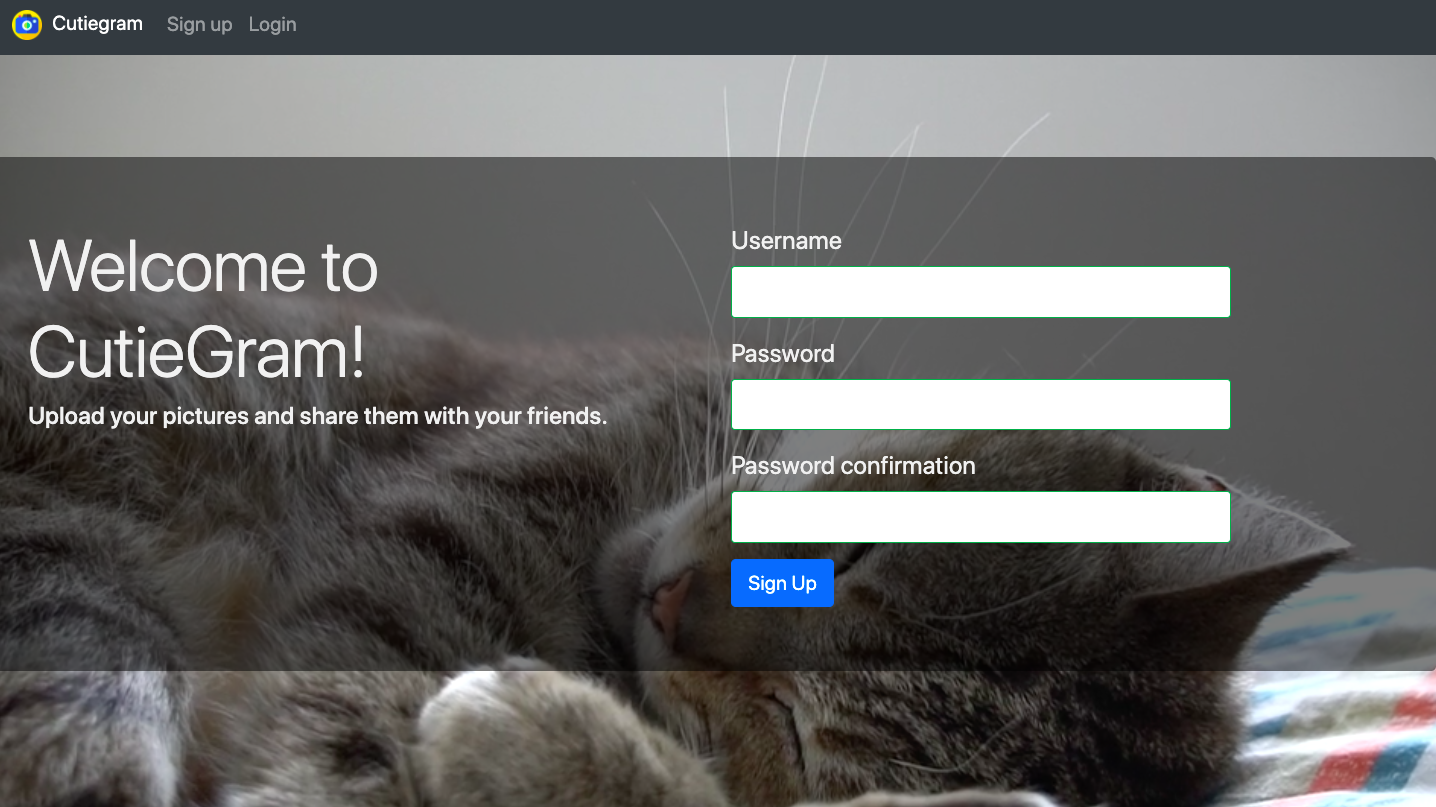 Cutiegram Sign up Login
Welcome to
CutieGram!
Upload your pictures and share them with your friends.
Username
Password
Password confirmation
Sign Up